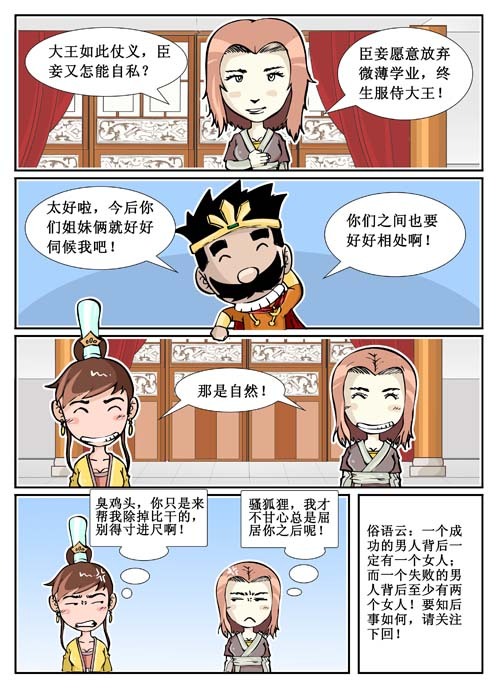 大王如此仗义，臣
妾又怎能自私？
臣妾愿意放弃
微薄学业，终
生服侍大王！
太好啦，今后你
们姐妹俩就好好
伺候我吧！
你们之间也要
好好相处啊！
那是自然！
臭鸡头，你只是来
帮我除掉比干的，
别得寸进尺啊！
骚狐狸，我才
不甘心总是屈
居你之后呢！
俗语云：一个成
功的男人背后一
定有一个女人；
而一个失败的男
人背后至少有两
个女人！要知后
事如何，请关注
下回！